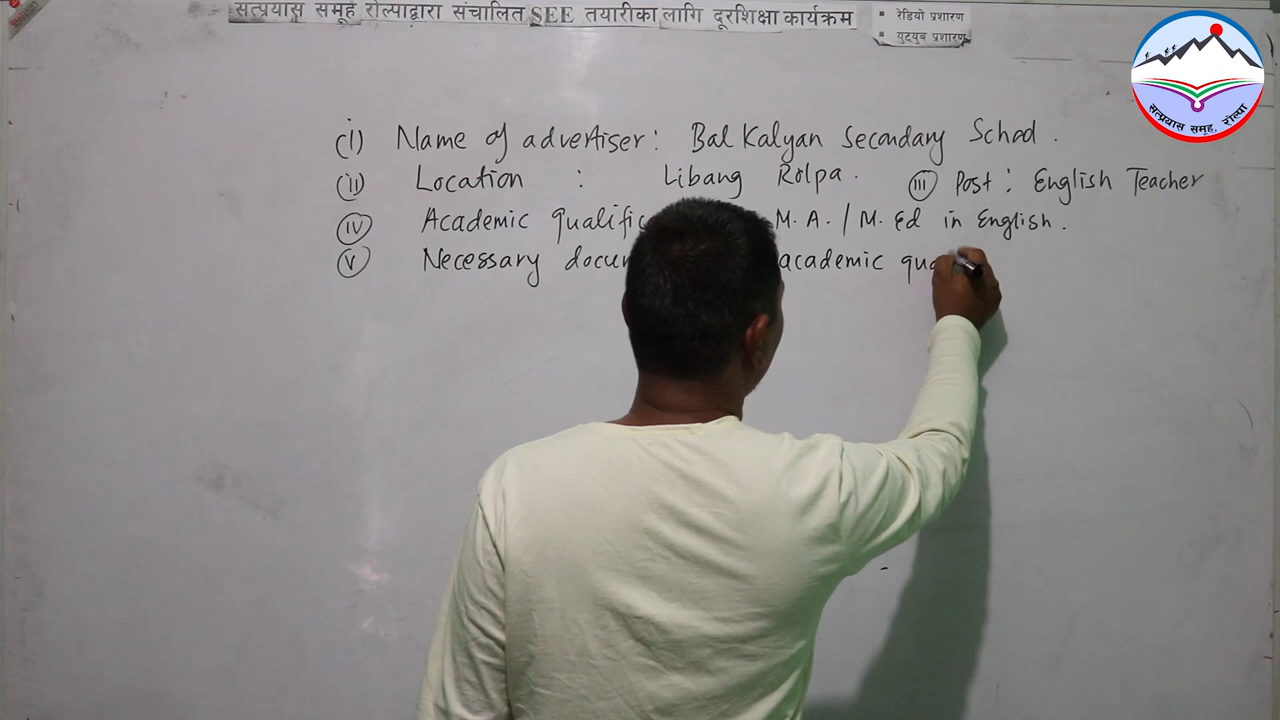 सत्प्रयास समूह रोल्पाद्वारा संचालित SEE तयारीका लागि दूरशिक्षा कार्यक्रम
▪ रेडियो प्रशारण
▪ युट्युब प्रशारण
सत्प्रयास समूह, रोल्पा
(i) Name of advertiser : Bal Kalyan Secondary School .
(ii) Location : Libang Rolpa . (iii) Post : English Teacher
(iv) Academic qualific M. A. / M. Ed in English .
(v) Necessary docu academic qua